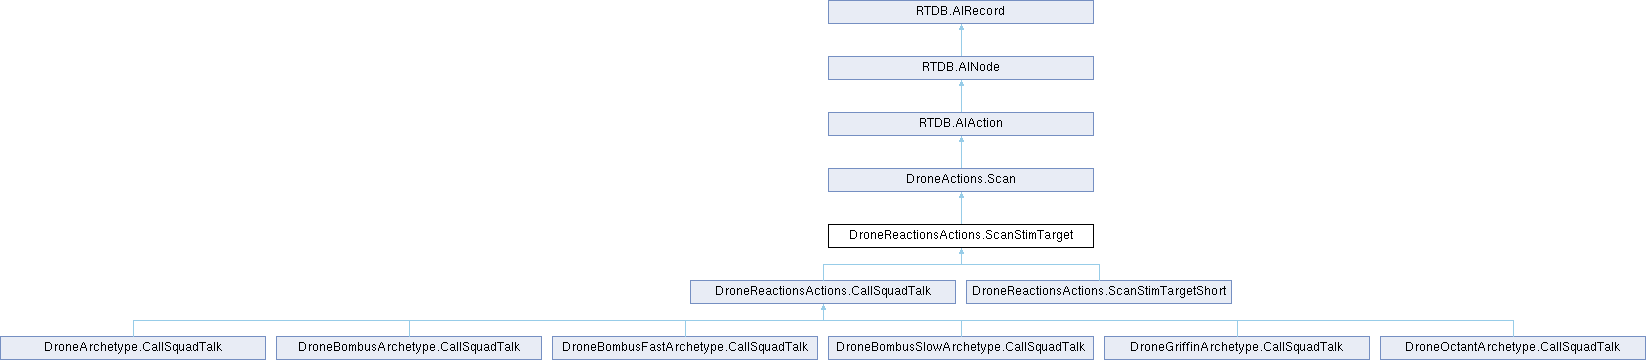 RTDB.AIRecord
RTDB.AINode
RTDB.AIAction
DroneActions.Scan
DroneReactionsActions.ScanStimTarget
DroneReactionsActions.CallSquadTalk
DroneReactionsActions.ScanStimTargetShort
DroneArchetype.CallSquadTalk
DroneBombusArchetype.CallSquadTalk
DroneBombusFastArchetype.CallSquadTalk
DroneBombusSlowArchetype.CallSquadTalk
DroneGriffinArchetype.CallSquadTalk
DroneOctantArchetype.CallSquadTalk